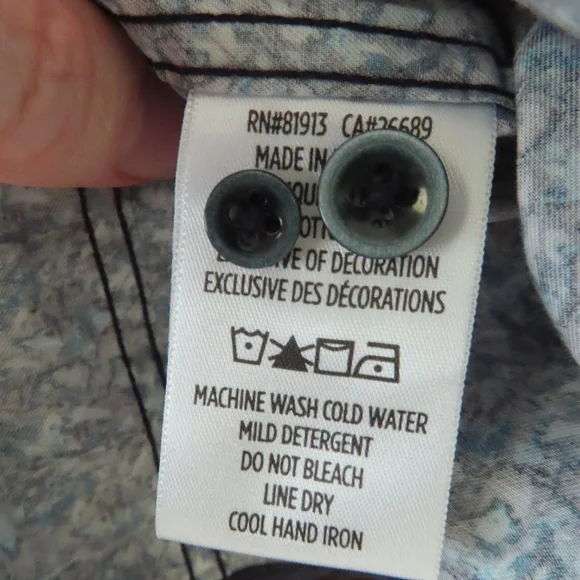 RN#81913 CA#26689
MADE IN
OF DECORATION
EXCLUSIVE DES DÉCORATIONS
MACHINE WASH COLD WATER
MILD DETERGENT
DO NOT BLEACH
LINE DRY
COOL HAND IRON